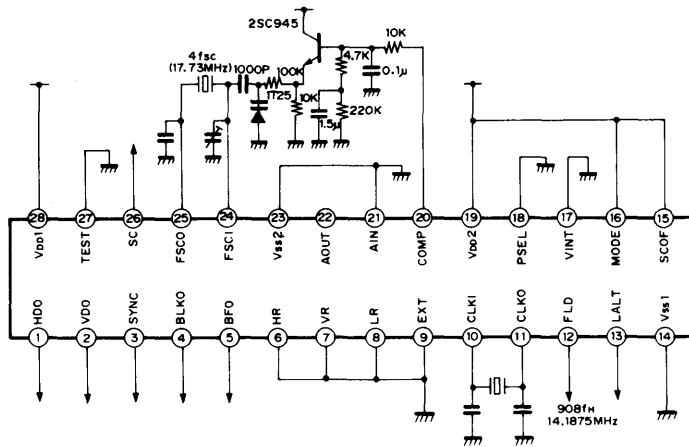 2SC945
10K
4fsc
(17.73MHz)
1000P
100K
4.7K
0.1μ
1T25
10K
1.5μ
220K
28
27
26
25
24
23
22
21
20
19
18
17
16
15
VDD1
TEST
SC
FSCO
FSCI
Vss2
AOUT
AIN
COMP
VDD2
PSEL
VINT
MODE
SCOF
HDO
VDO
SYNC
BLKO
BFO
HR
VR
LR
EXT
CLKI
CLKO
FLD
LALT
Vss1
1
2
3
4
5
6
7
8
9
10
11
12
13
14
908fH
14.1875MHz